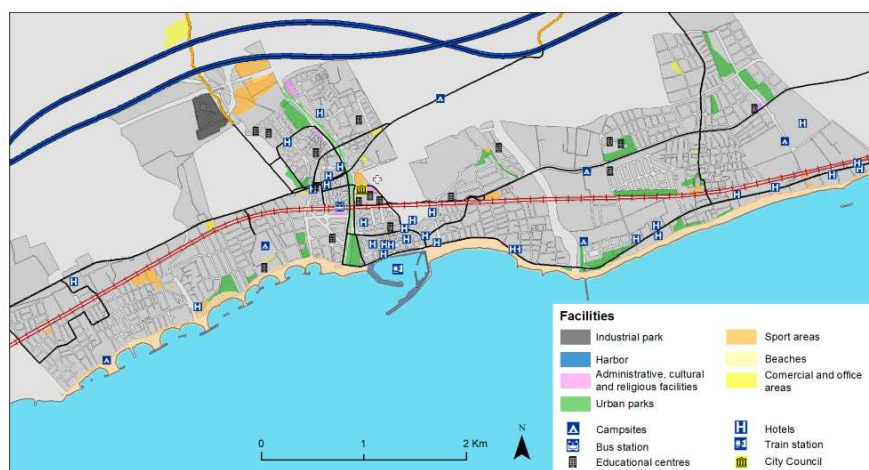 Facilities
Industrial park
Harbor
Administrative, cultural
and religious facilities
Urban parks
Sport areas
Beaches
Comercial and office
areas
Campsites
Bus station
Educational centres
Hotels
Train station
City Council
0 1 2 Km
N